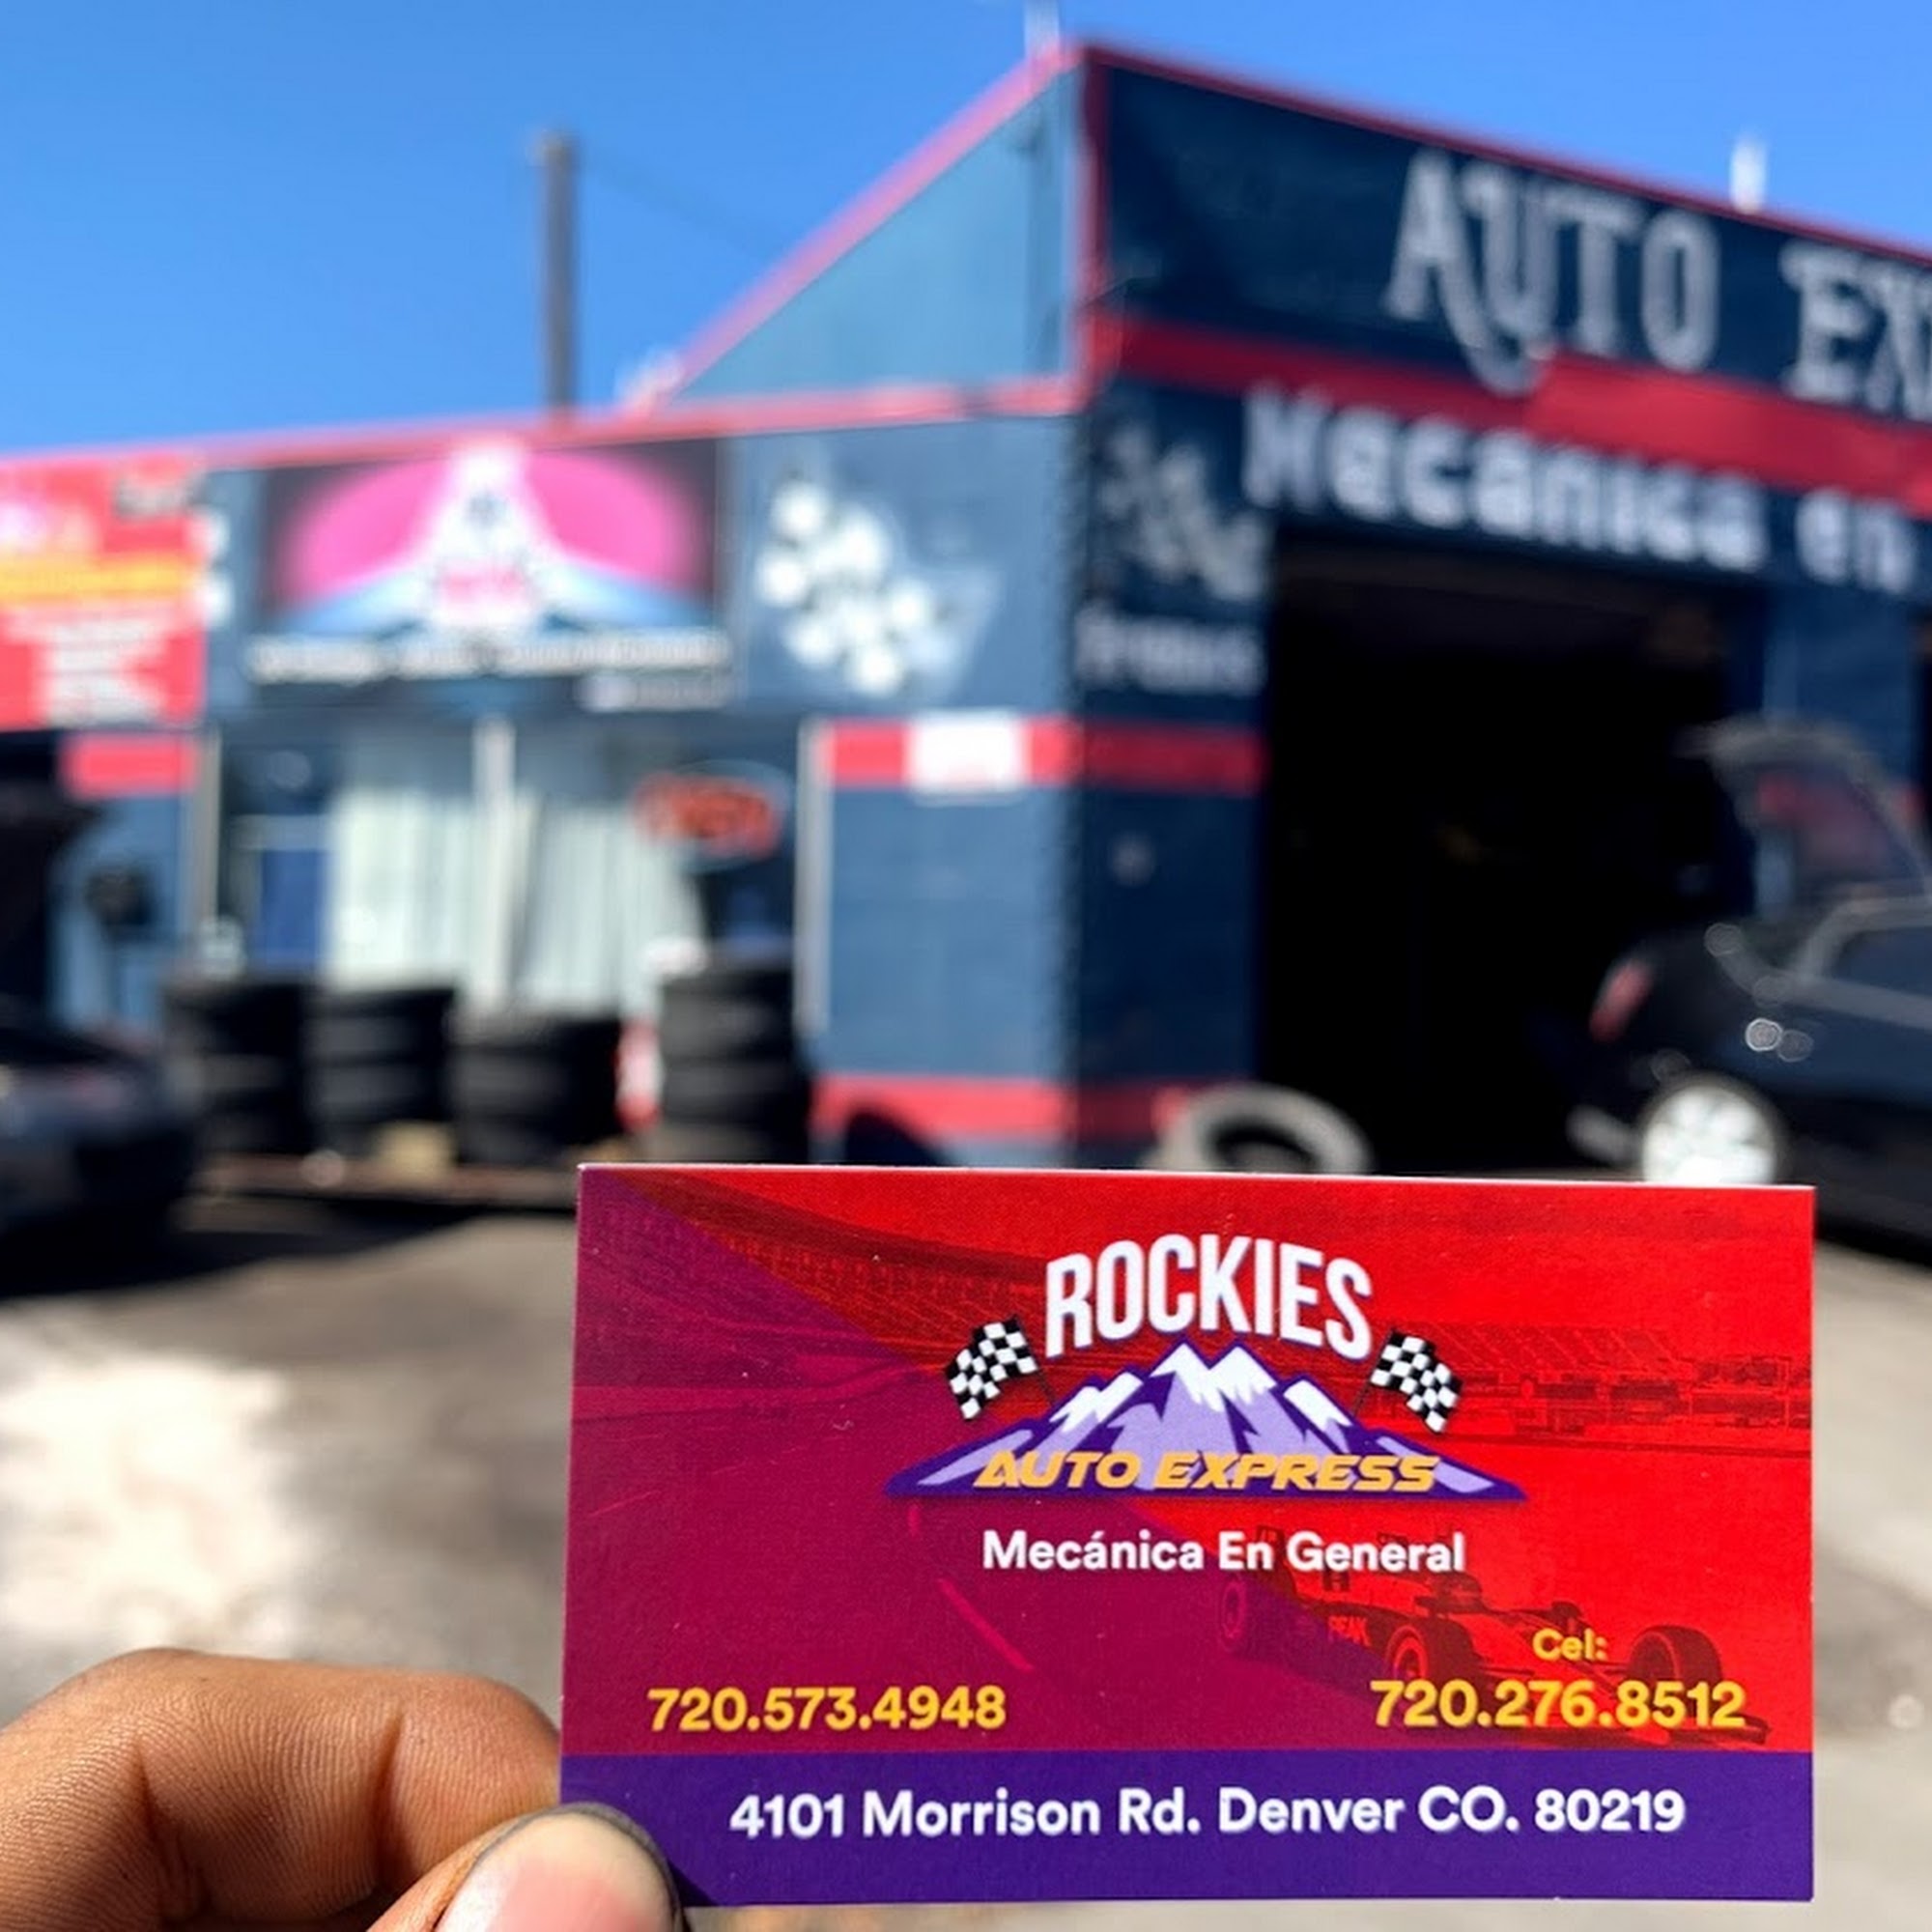 AUTO EX
Mecanica en
ROCKIES
AUTO EXPRESS
Mecánica En General
PEAK
Cel:
720.573.4948
720.276.8512
4101 Morrison Rd. Denver CO. 80219